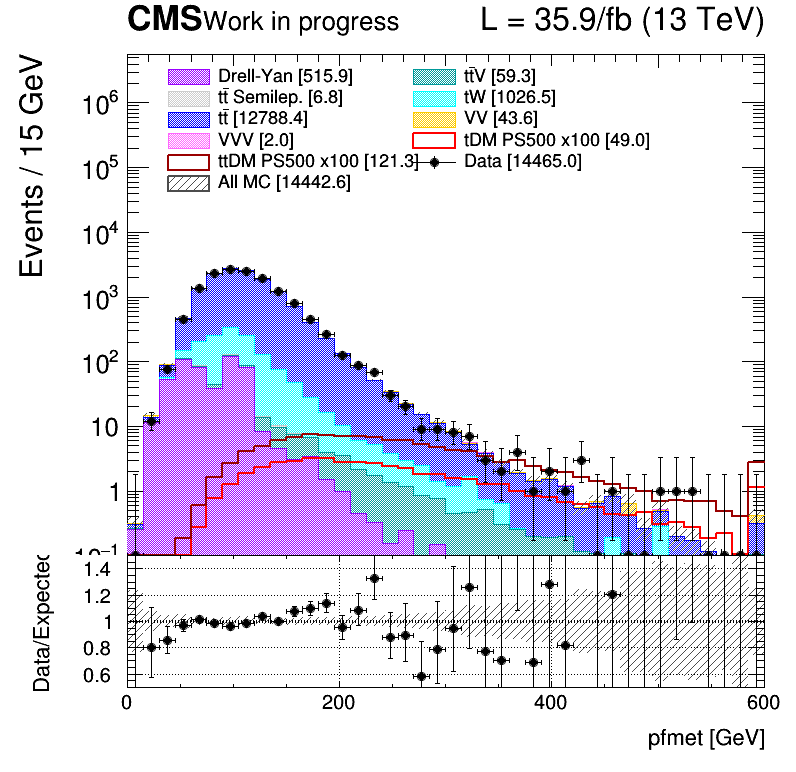 CMS Work in progress L = 35.9/fb (13 TeV)
Events / 15 GeV
Drell-Yan [515.9] tt̄V [59.3]
tt̄ Semilep. [6.8] tW [1026.5]
tt̄ [12788.4] VV [43.6]
VVV [2.0] tDM PS500 x100 [49.0]
ttDM PS500 x100 [121.3] Data [14465.0]
All MC [14442.6]
10⁶
10⁵
10⁴
10³
10²
10
1
10⁻¹
Data/Expected
1.4
1.2
1
0.8
0.6
0 200 400 600
pfmet [GeV]